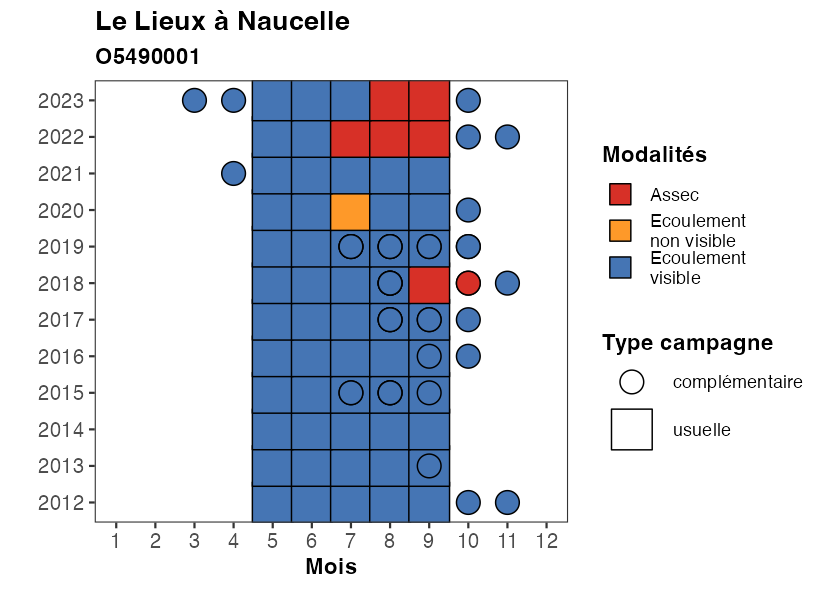 Le Lieux à Naucelle
O5490001
2023
2022
2021
2020
2019
2018
2017
2016
2015
2014
2013
2012
1 2 3 4 5 6 7 8 9 10 11 12
Mois
Modalités
Assec
Ecoulement
non visible
Ecoulement
visible
Type campagne
complémentaire
usuelle